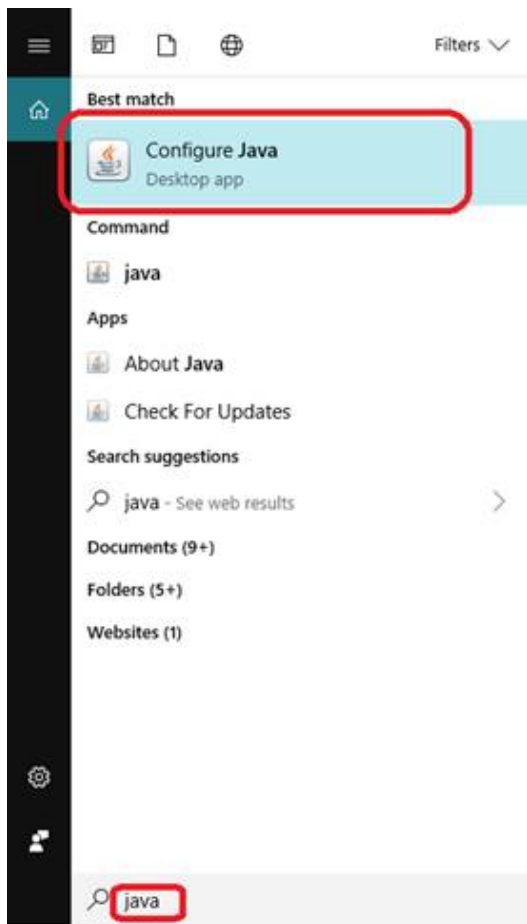 Filters
Best match
Configure Java
Desktop app
Command
java
Apps
About Java
Check For Updates
Search suggestions
java - See web results
Documents (9+)
Folders (5+)
Websites (1)
java